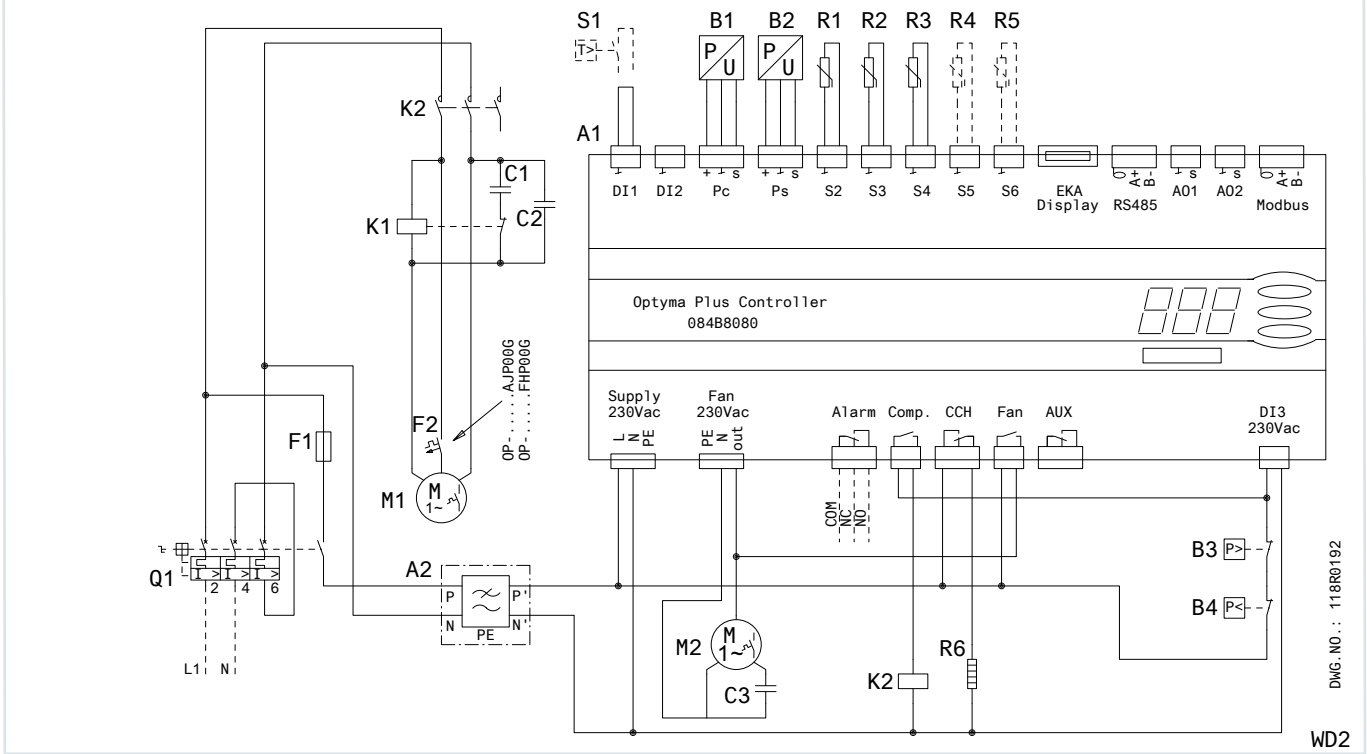 S1 B1 B2 R1 R2 R3 R4 R5
T> P U P U
K2
A1
+ s + s s s
A+ B- A+ B-
DI1 DI2 Pc Ps S2 S3 S4 S5 S6 EKA Display RS485 AO1 AO2 Modbus
C1
C2
K1
Optyma Plus Controller
084B8080
OP-.....AJP00G
OP-.....FHP00G
Supply 230Vac
Fan 230Vac
Alarm Comp. CCH Fan AUX
DI3 230Vac
L N PE
PE N out
F2
F1
M1
M
1~
COM NC NO
Q1
I > I > I >
2 4 6
A2
P P'
N N'
PE
B3 P>
B4 P<
M2
M
1~
C3
K2
R6
L1 N
DWG.NO.: 118R0192
WD2